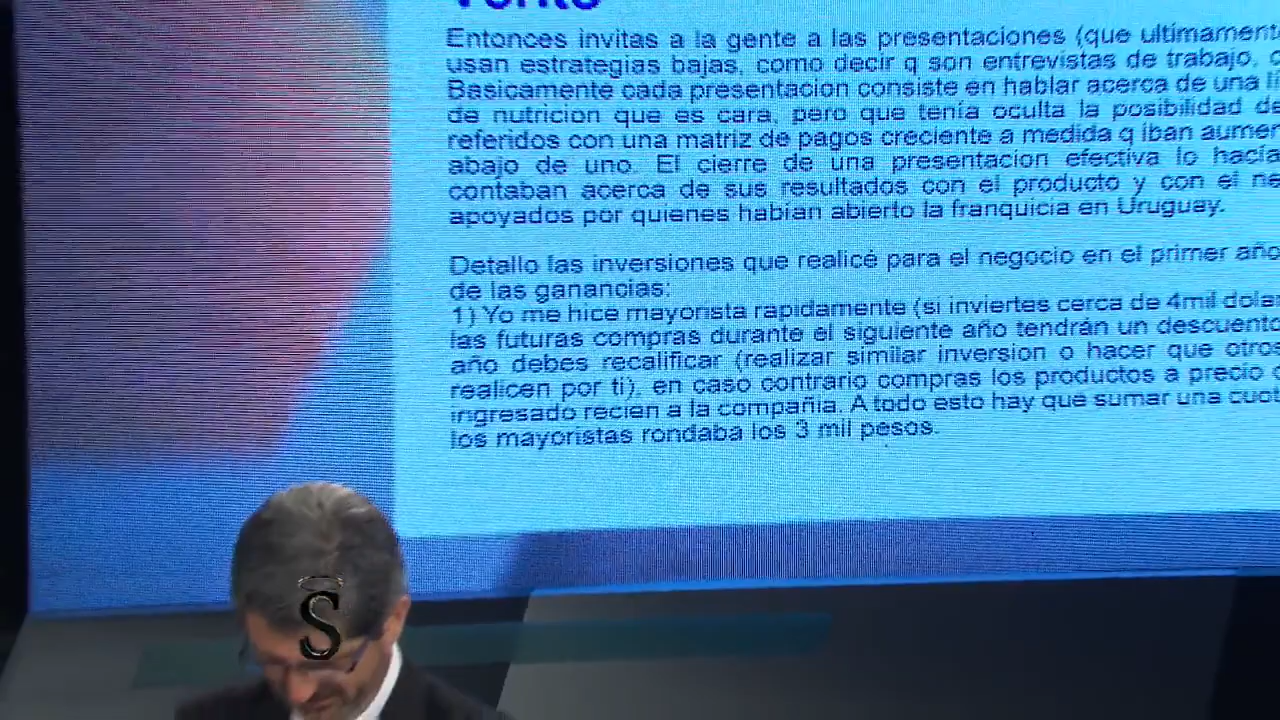 Entonces invitas a la gente a las presentaciones (que ultimament
usan estrategias bajas, como decir q son entrevistas de trabajo,
Basicamente cada presentacion consiste en hablar acerca de una
de nutricion que es cara, pero que tenía oculta la posibilidad de
referidos con una matriz de pagos creciente a medida q iban aumen
abajo de uno. El cierre de una presentacion efectiva lo hacía
contaban acerca de sus resultados con el producto y con el ne
apoyados por quienes habían abierto la franquicia en Uruguay.
Detallo las inversiones que realicé para el negocio en el primer año
de las ganancias:
1) Yo me hice mayorista rapidamente (si inviertes cerca de 4mil dolar
las futuras compras durante el siguiente año tendrán un descuento
año debes recalificar (realizar similar inversion o hacer que otros
realicen por ti), en caso contrario compras los productos a precio
ingresado recien a la compañia. A todo esto hay que sumar una cuot
los mayoristas rondaba los 3 mil pesos.
S